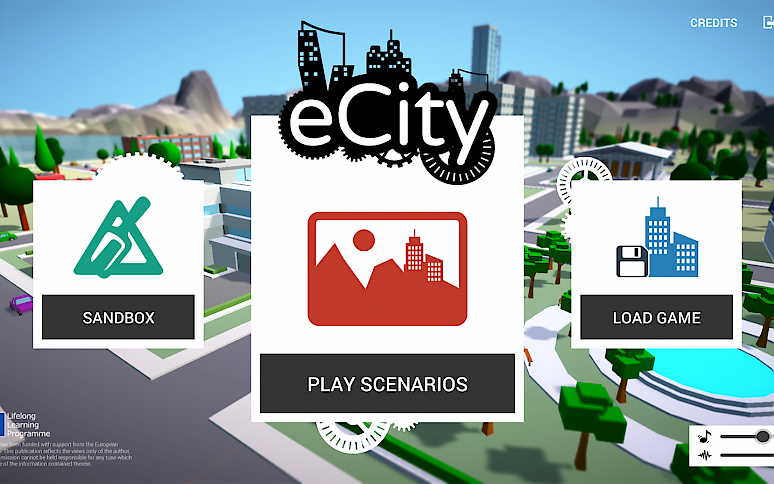 CREDITS
eCity
SANDBOX
PLAY SCENARIOS
LOAD GAME
Lifelong
Learning
Programme
has been funded with support from the European
This publication reflects the views only of the author,
mission cannot be held responsible for any use which
e of the information contained therein